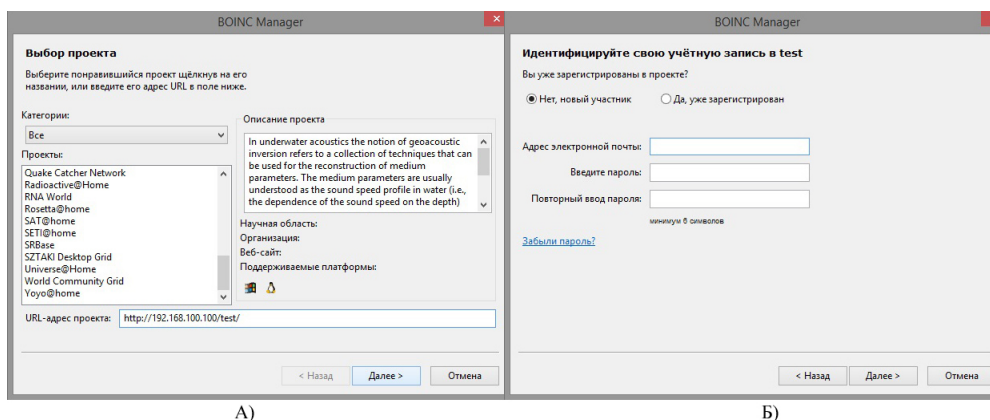 BOINC Manager
Выбор проекта
Выберите понравившийся проект щёлкнув на его
названии, или введите его адрес URL в поле ниже.
Категории:
Все
Проекты:
Quake Catcher Network
Radioactive@Home
RNA World
Rosetta@home
SAT@home
SETI@home
SRBase
SZTAKI Desktop Grid
Universe@Home
World Community Grid
Yoyo@home
Описание проекта
In underwater acoustics the notion of geoacoustic
inversion refers to a collection of techniques that can
be used for the reconstruction of medium
parameters. The medium parameters are usually
understood as the sound speed profile in water (i.e.,
the dependence of the sound speed on the depth)
Научная область:
Организация:
Веб-сайт:
Поддерживаемые платформы:
URL-адрес проекта: http://192.168.100.100/test/
< Назад Далее > Отмена
А)
BOINC Manager
Идентифицируйте свою учётную запись в test
Вы уже зарегистрированы в проекте?
Нет, новый участник Да, уже зарегистрирован
Адрес электронной почты:
Введите пароль:
Повторный ввод пароля:
минимум 6 символов
Забыли пароль?
< Назад Далее > Отмена
Б)